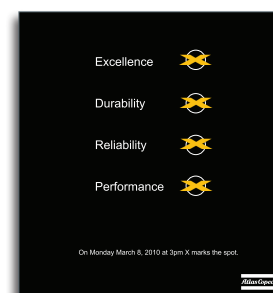 Excellence
Durability
Reliability
Performance
On Monday March 8, 2010 at 3pm X marks the spot.
Atlas Copco